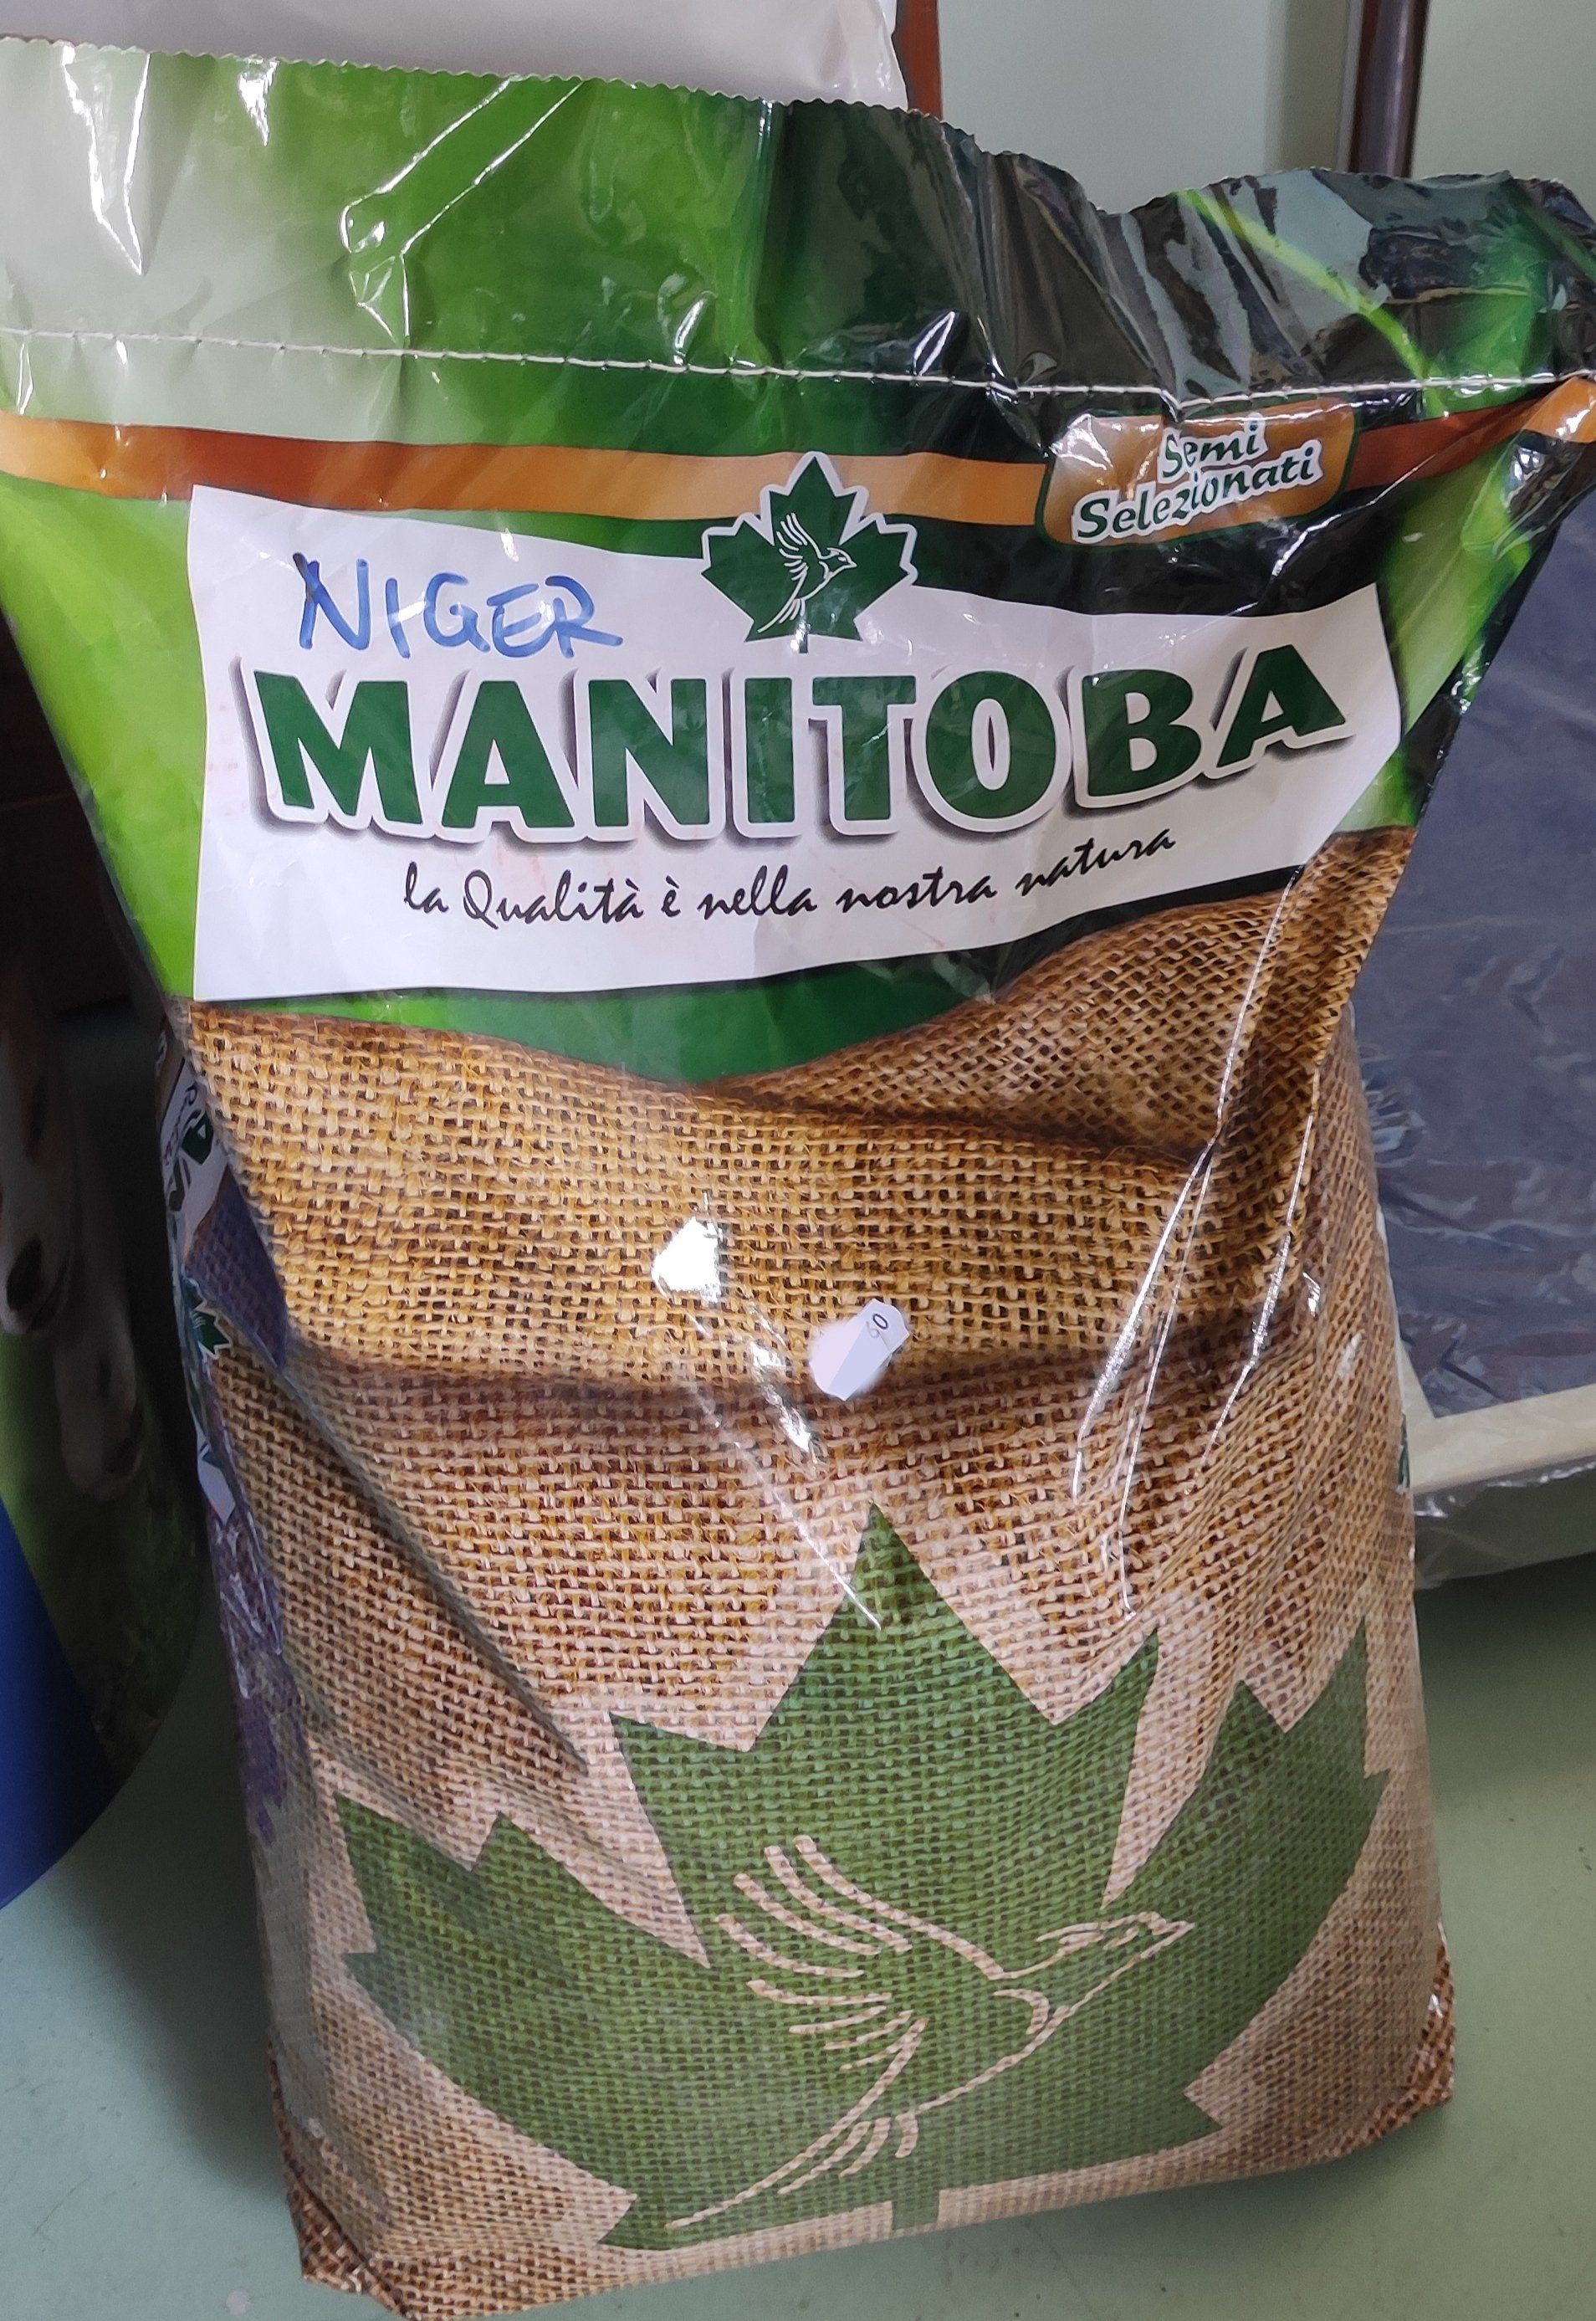 Semi
Selezionati
NIGER
MANITOBA
la Qualità è nella nostra natura